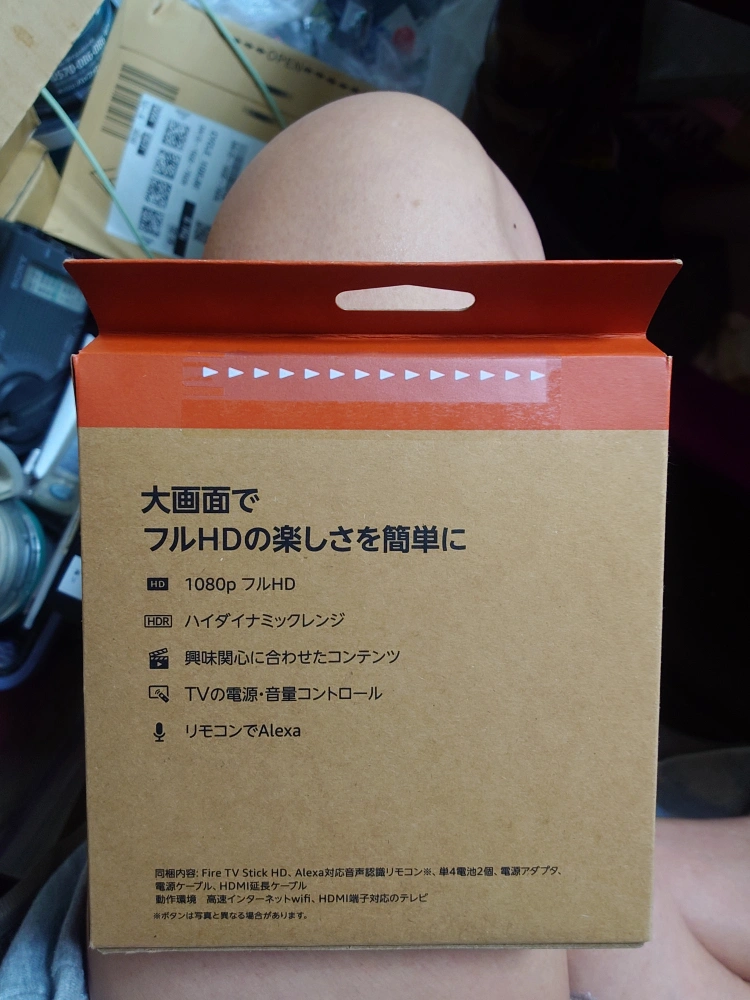 OPEN
大画面で
フルHDの楽しさを簡単に
HD 1080p フルHD
HDR ハイダイナミックレンジ
興味関心に合わせたコンテンツ
TVの電源・音量コントロール
リモコンでAlexa
同梱内容: Fire TV Stick HD、Alexa対応音声認識リモコン※、単4電池2個、電源アダプタ、
電源ケーブル、HDMI延長ケーブル
動作環境 高速インターネットwifi、HDMI端子対応のテレビ
※ボタンは写真と異なる場合があります。